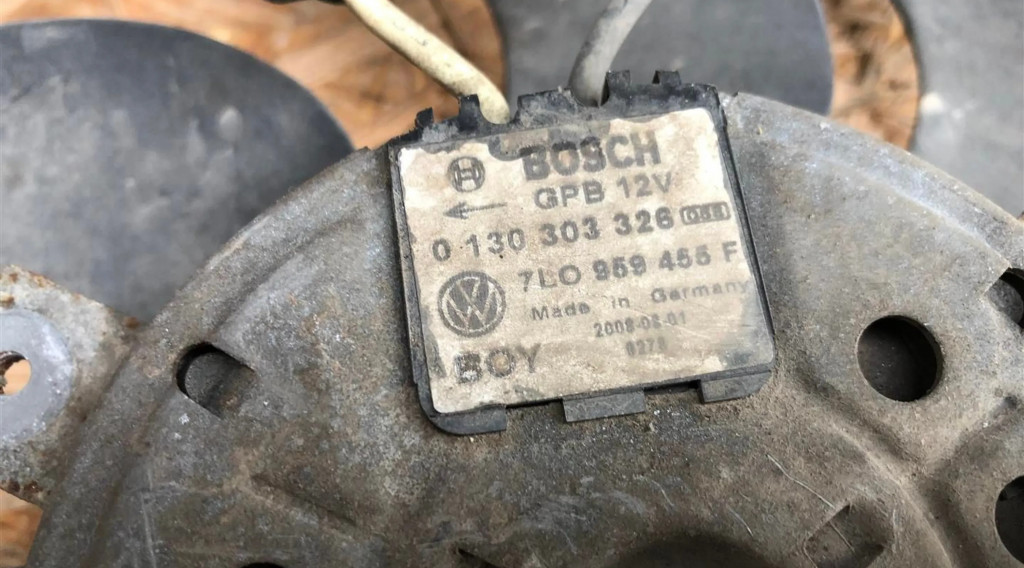 BOSCH
GPB 12V
0 130 303 326
7L0 959 455 F
Made in Germany
BOY